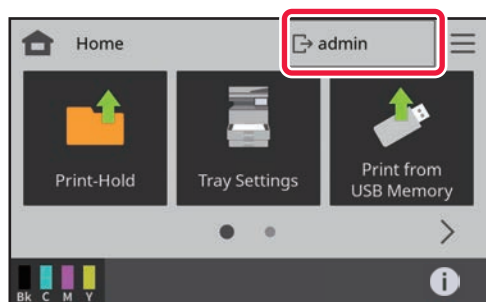 Home
admin
Print-Hold
Tray Settings
Print from
USB Memory
Bk C M Y